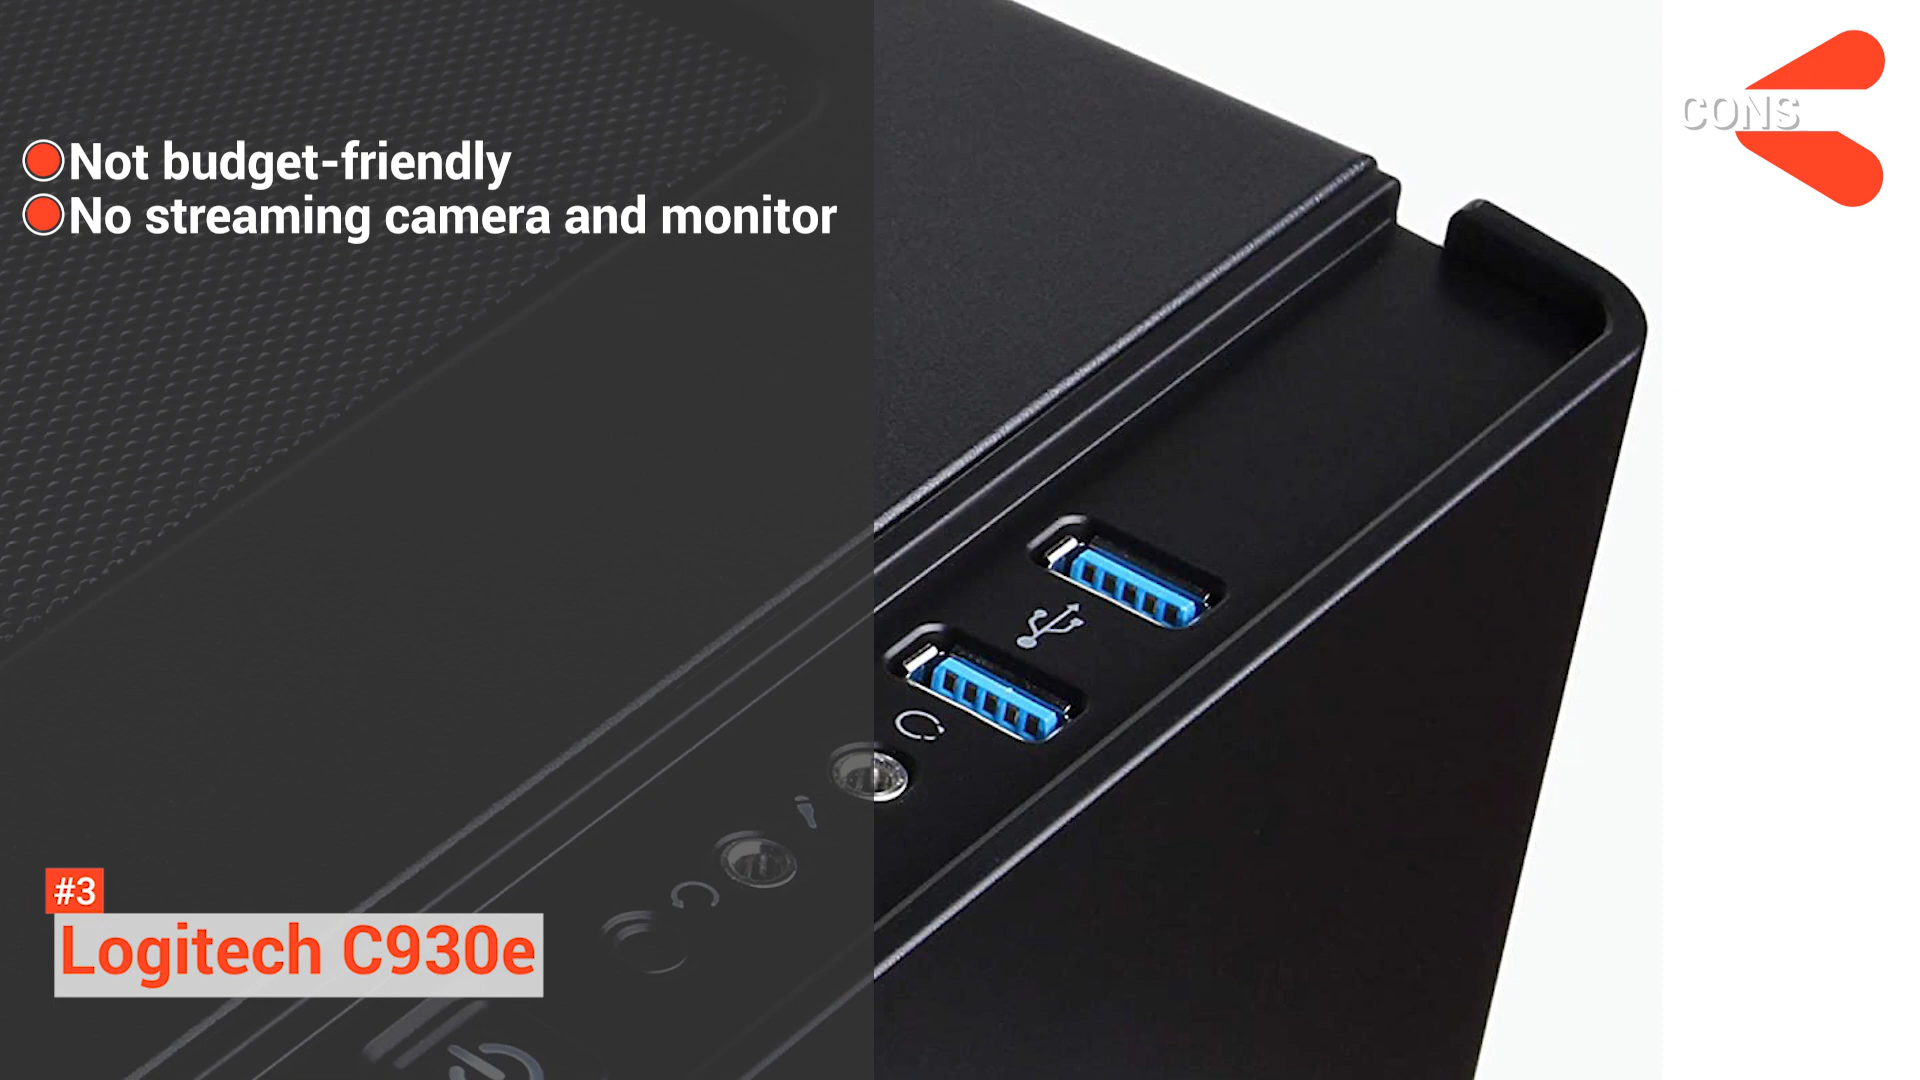 CONS
Not budget-friendly
No streaming camera and monitor
#3
Logitech C930e